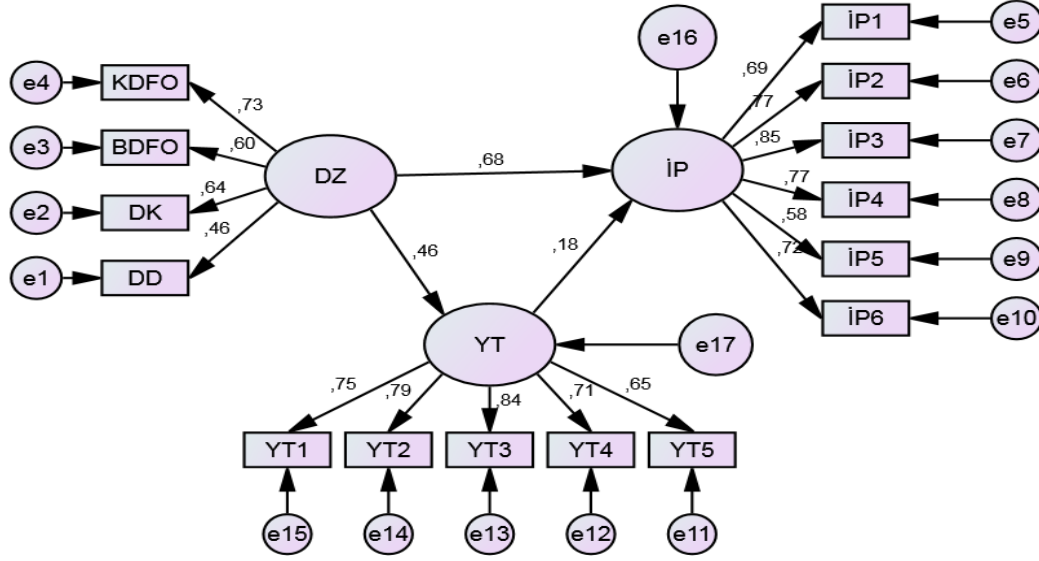 e16
İP1
e5
e4
KDFO
,73
,69
,77
İP2
e6
e3
BDFO
,60
,85
İP3
e7
DZ
,68
İP
e2
DK
,64
,77
İP4
e8
e1
DD
,46
,46
,18
,58
İP5
e9
,72
İP6
e10
YT
e17
,75
,79
,84
,71
,65
YT1
YT2
YT3
YT4
YT5
e15
e14
e13
e12
e11